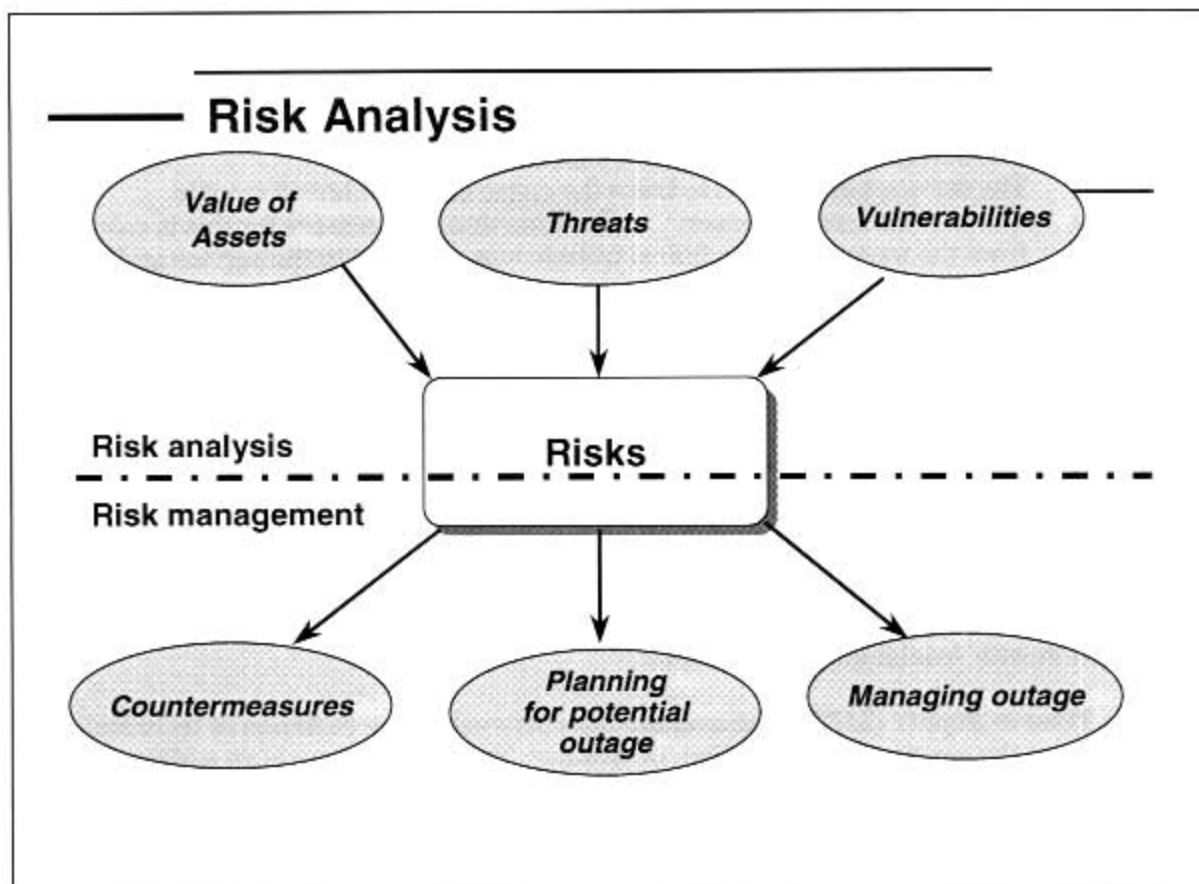 Risk Analysis
Value of
Assets
Threats
Vulnerabilities
Risk analysis
Risks
Risk management
Countermeasures
Planning
for potential
outage
Managing outage